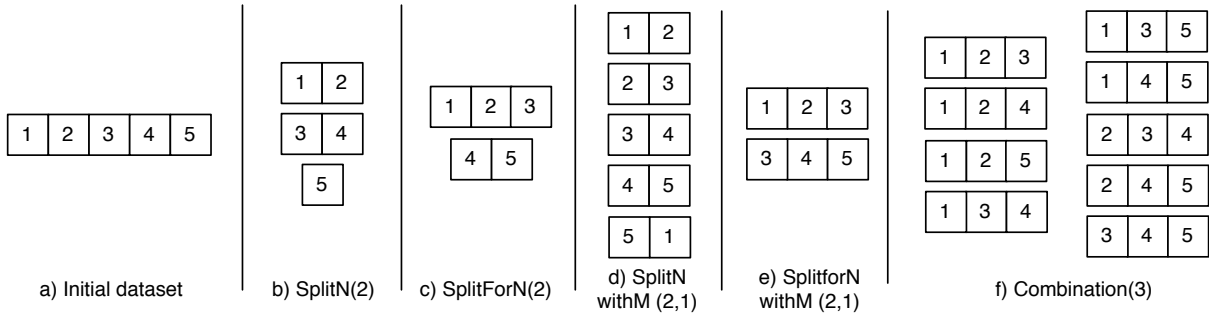 1 2 3 4 5
a) Initial dataset
1 2
3 4
5
b) SplitN(2)
1 2 3
4 5
c) SplitForN(2)
1 2
2 3
3 4
4 5
5 1
d) SplitN
withM (2,1)
1 2 3
3 4 5
e) SplitforN
withM (2,1)
1 2 3
1 2 4
1 2 5
1 3 4
1 3 5
1 4 5
2 3 4
2 4 5
3 4 5
f) Combination(3)